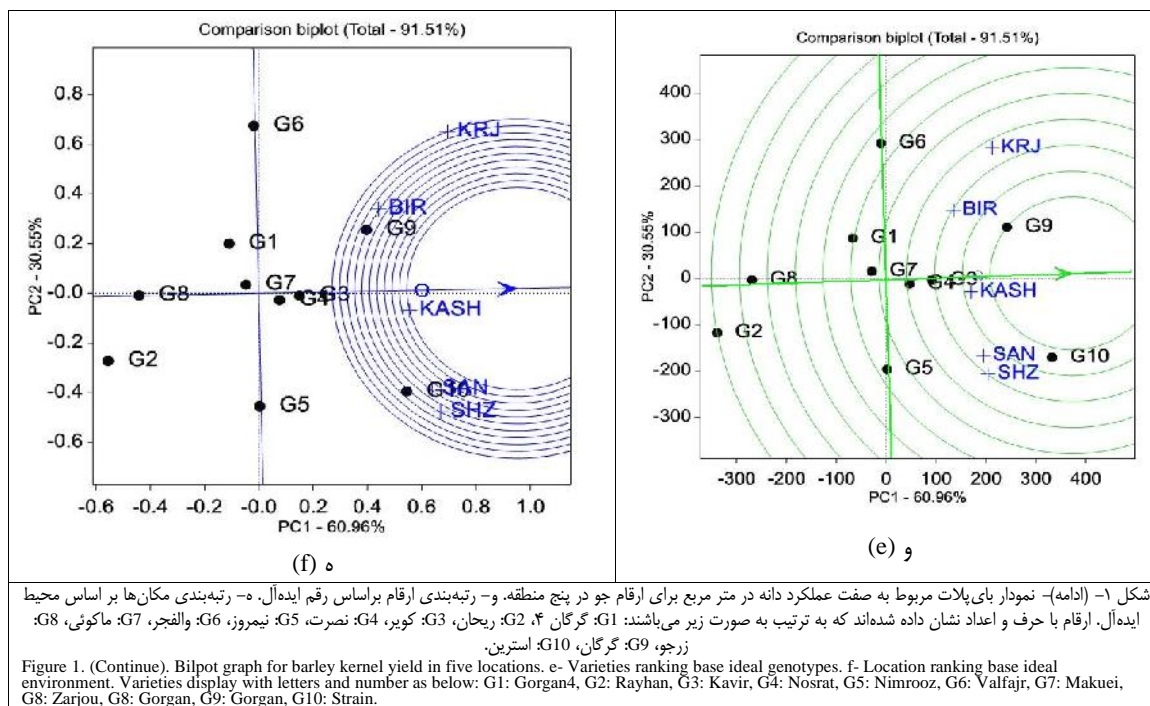 Comparison biplot (Total - 91.51%)
PC2 - 30.55%
0.8
0.6
0.4
0.2
-0.0
-0.2
-0.4
-0.6
G6
KRJ
BIR
G9
G1
G7
G8
G4
G3
KASH
G2
G5
SAN
SHZ
-0.6 -0.4 -0.2 -0.0 0.2 0.4 0.6 0.8 1.0
PC1 - 60.96%
ه (f)
Comparison biplot (Total - 91.51%)
PC2 - 30.55%
400
300
200
100
0
-100
-200
-300
G6
KRJ
BIR
G9
G1
G7
G8
G4
G3
KASH
G2
SAN
G10
G5
SHZ
-300 -200 -100 0 100 200 300 400
PC1 - 60.96%
و (e)
شکل ۱- (ادامه)- نمودار بای‌پلات مربوط به صفت عملکرد دانه در متر مربع برای ارقام جو در پنج منطقه. و- رتبه‌بندی ارقام براساس رقم ایده‌آل. ه- رتبه‌بندی مکان‌ها بر اساس محیط
ایده‌آل. ارقام با حرف و اعداد نشان داده شده‌اند که به ترتیب به صورت زیر می‌باشند: G1: گرگان ۴، G2: ریحان، G3: کویر، G4: نصرت، G5: نیمروز، G6: والفجر، G7: ماکوئی، G8:
زرجو، G9: گرگان، G10: استرین.
Figure 1. (Continue). Bilpot graph for barley kernel yield in five locations. e- Varieties ranking base ideal genotypes. f- Location ranking base ideal
environment. Varieties display with letters and number as below: G1: Gorgan4, G2: Rayhan, G3: Kavir, G4: Nosrat, G5: Nimrooz, G6: Valfajr, G7: Makuei,
G8: Zarjou, G8: Gorgan, G9: Gorgan, G10: Strain.